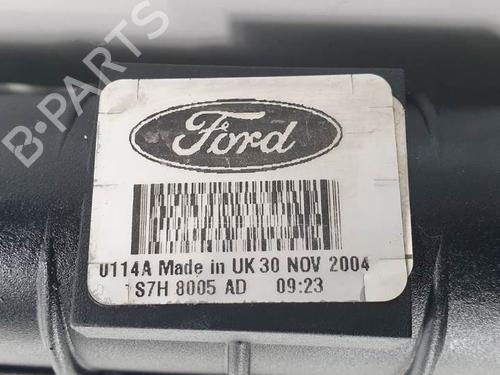 B-PARTS
Ford
U114A Made in UK 30 NOV 2004
1S7H 8005 AD 09:23